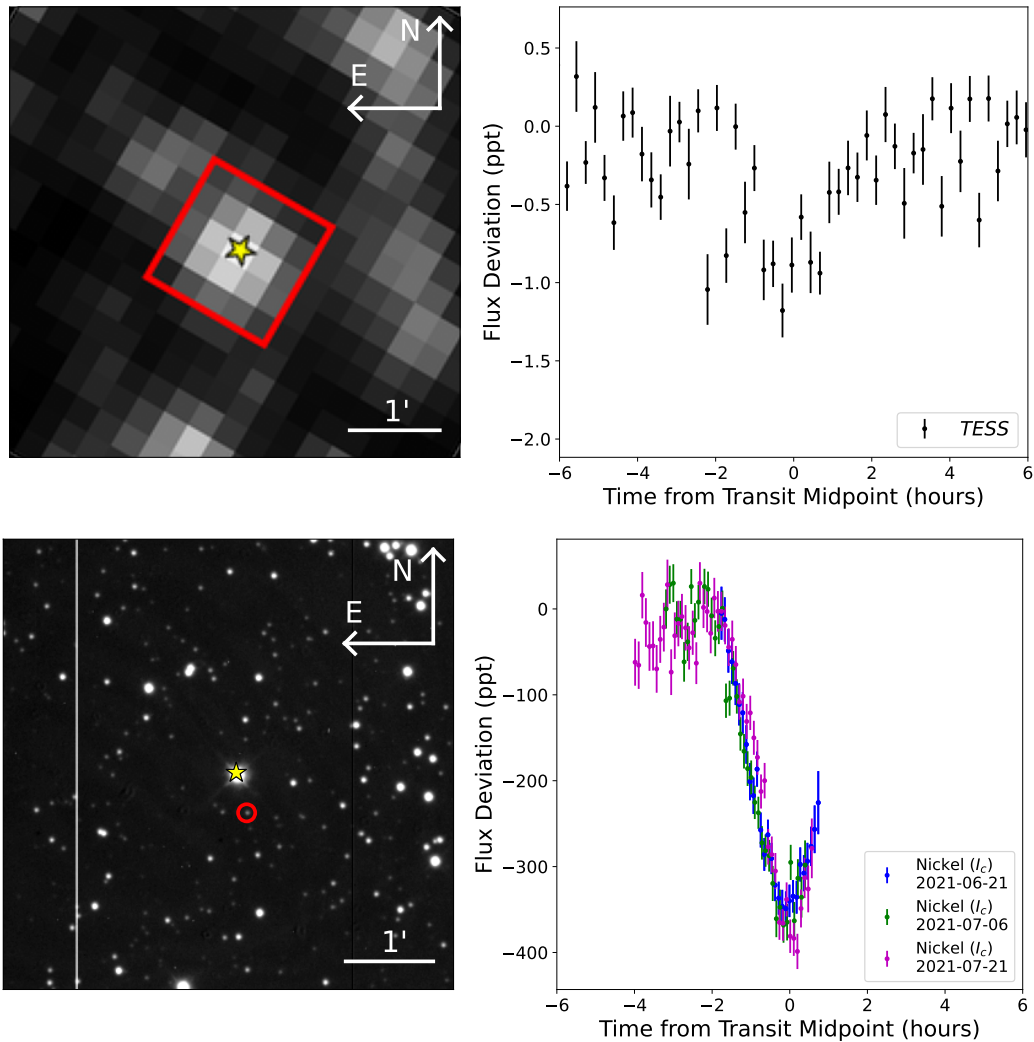 N
E
1'
Flux Deviation (ppt)
0.5
0.0
−0.5
−1.0
−1.5
−2.0
TESS
−6 −4 −2 0 2 4 6
Time from Transit Midpoint (hours)
N
E
1'
Flux Deviation (ppt)
0
−100
−200
−300
−400
Nickel (Ic)
2021-06-21
Nickel (Ic)
2021-07-06
Nickel (Ic)
2021-07-21
−6 −4 −2 0 2 4 6
Time from Transit Midpoint (hours)